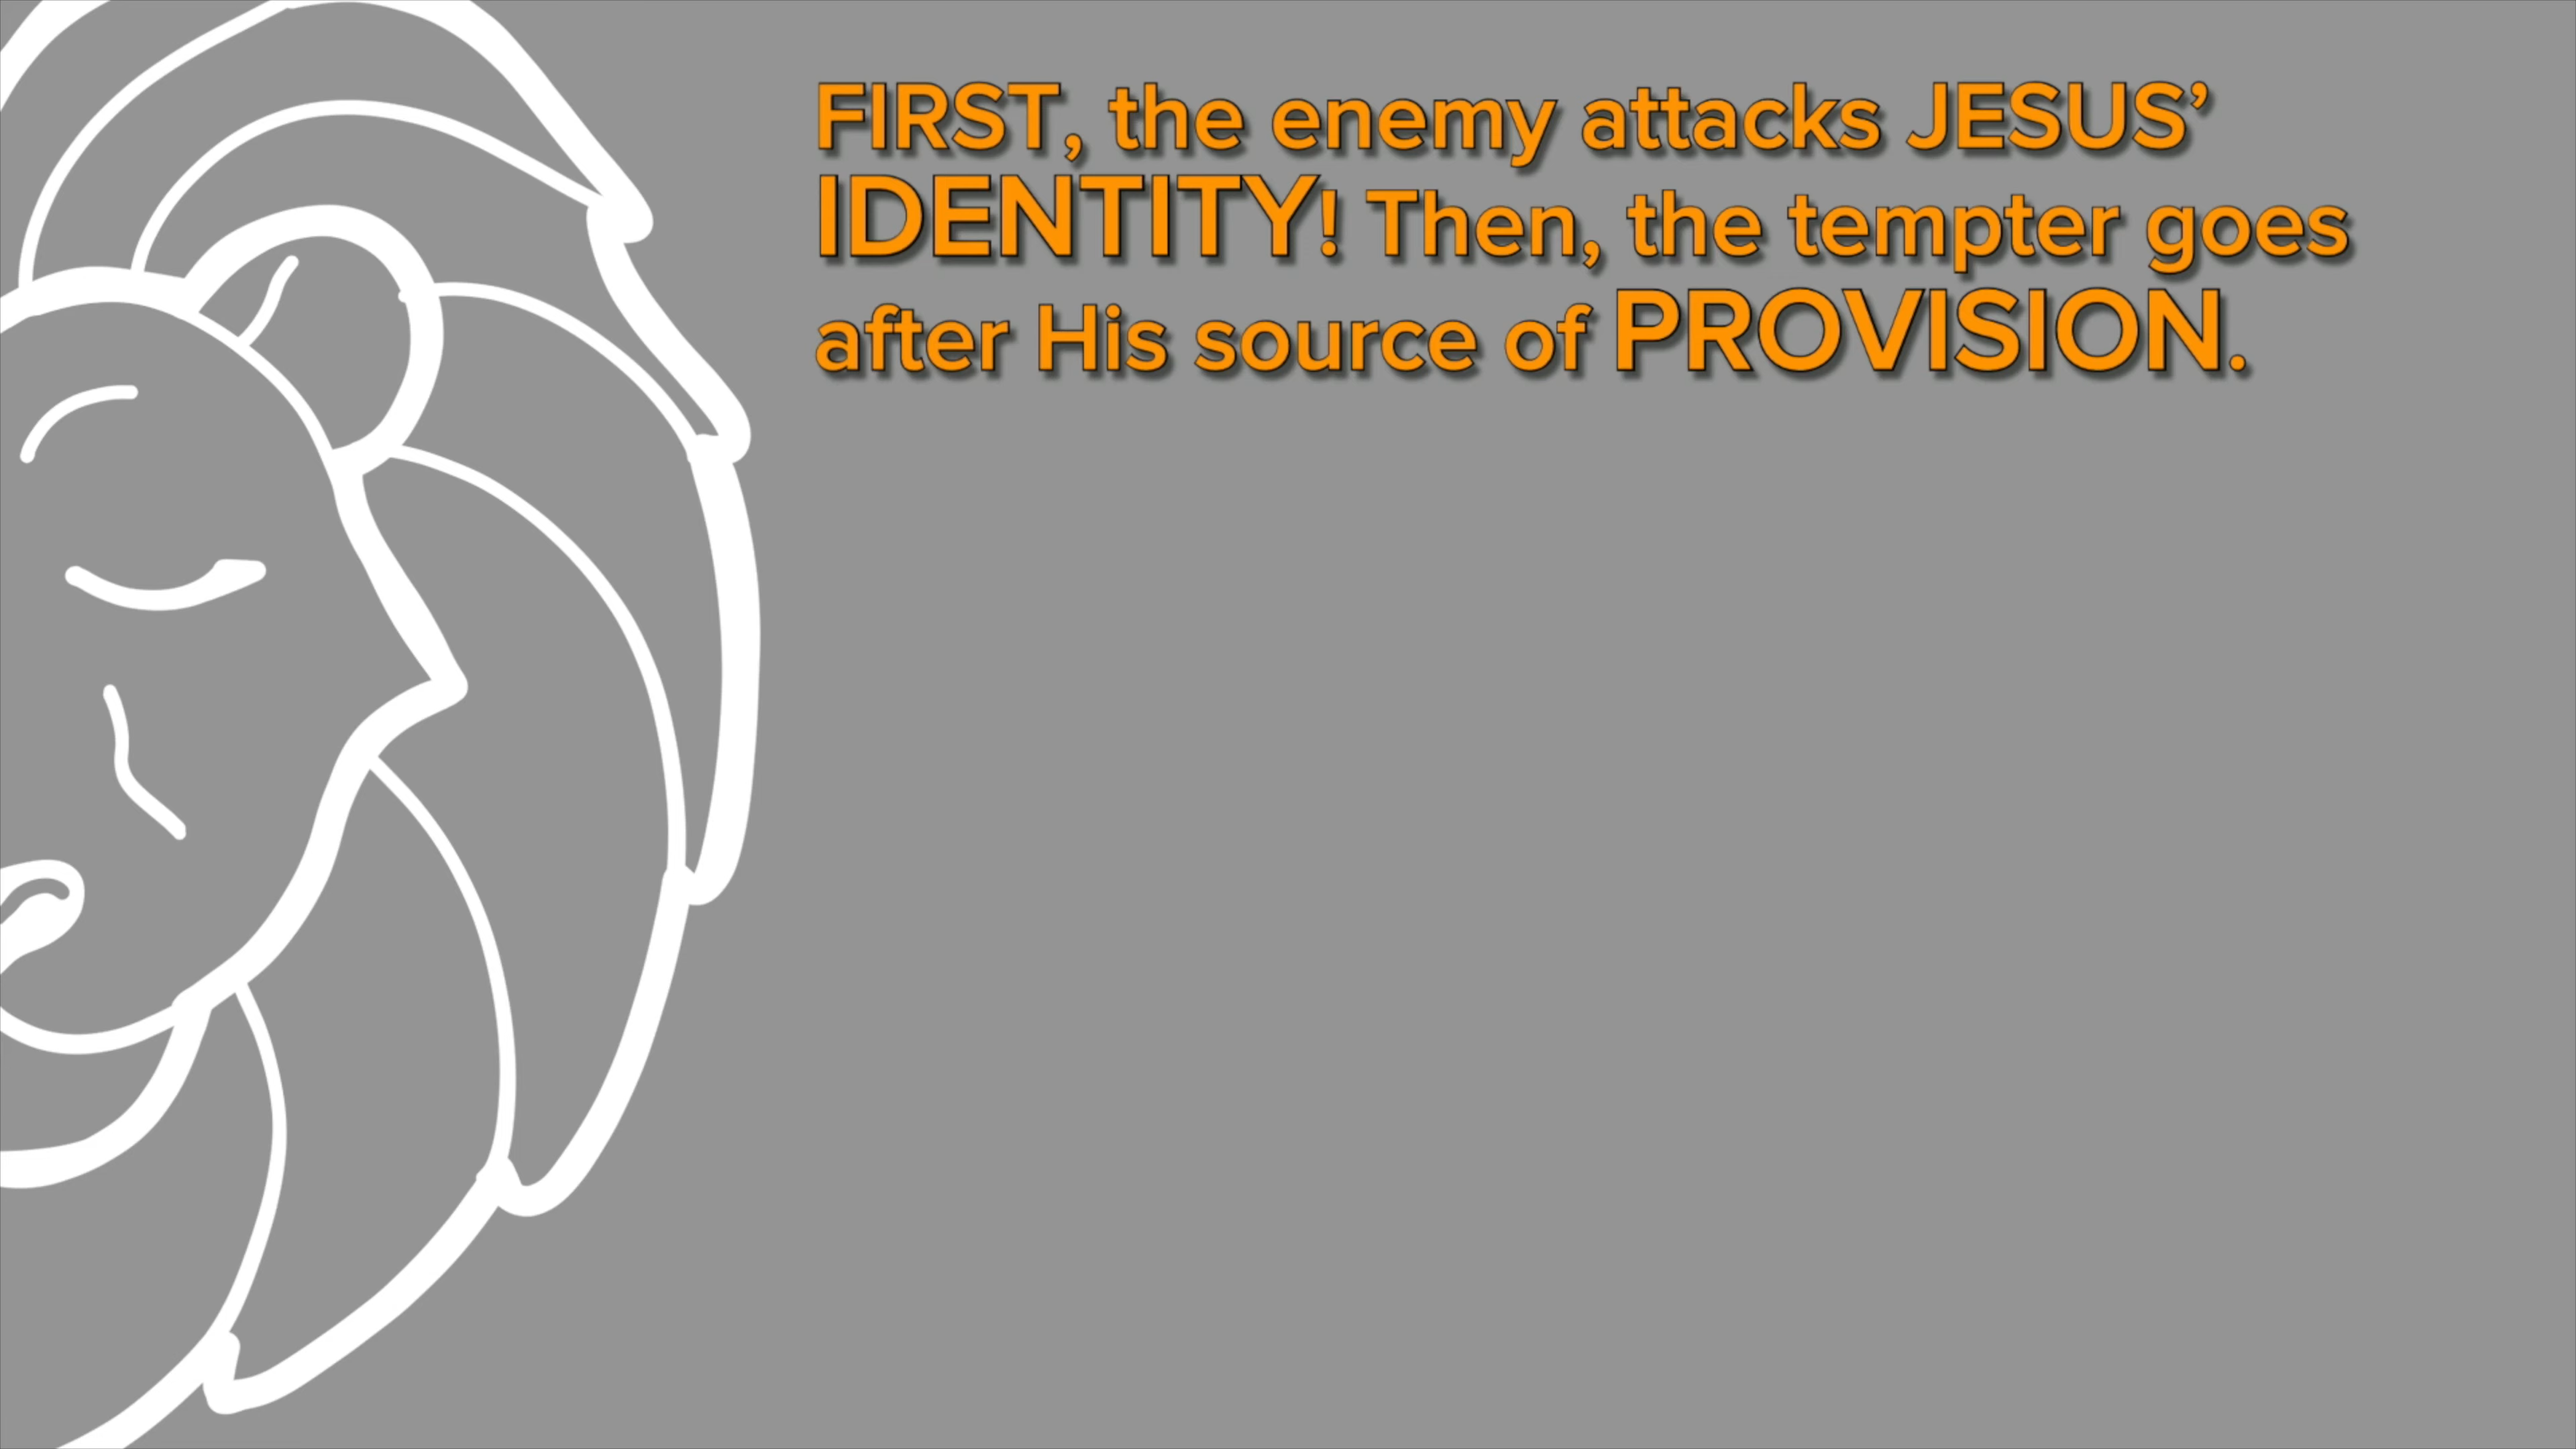 FIRST, the enemy attacks JESUS’
IDENTITY! Then, the tempter goes
after His source of PROVISION.